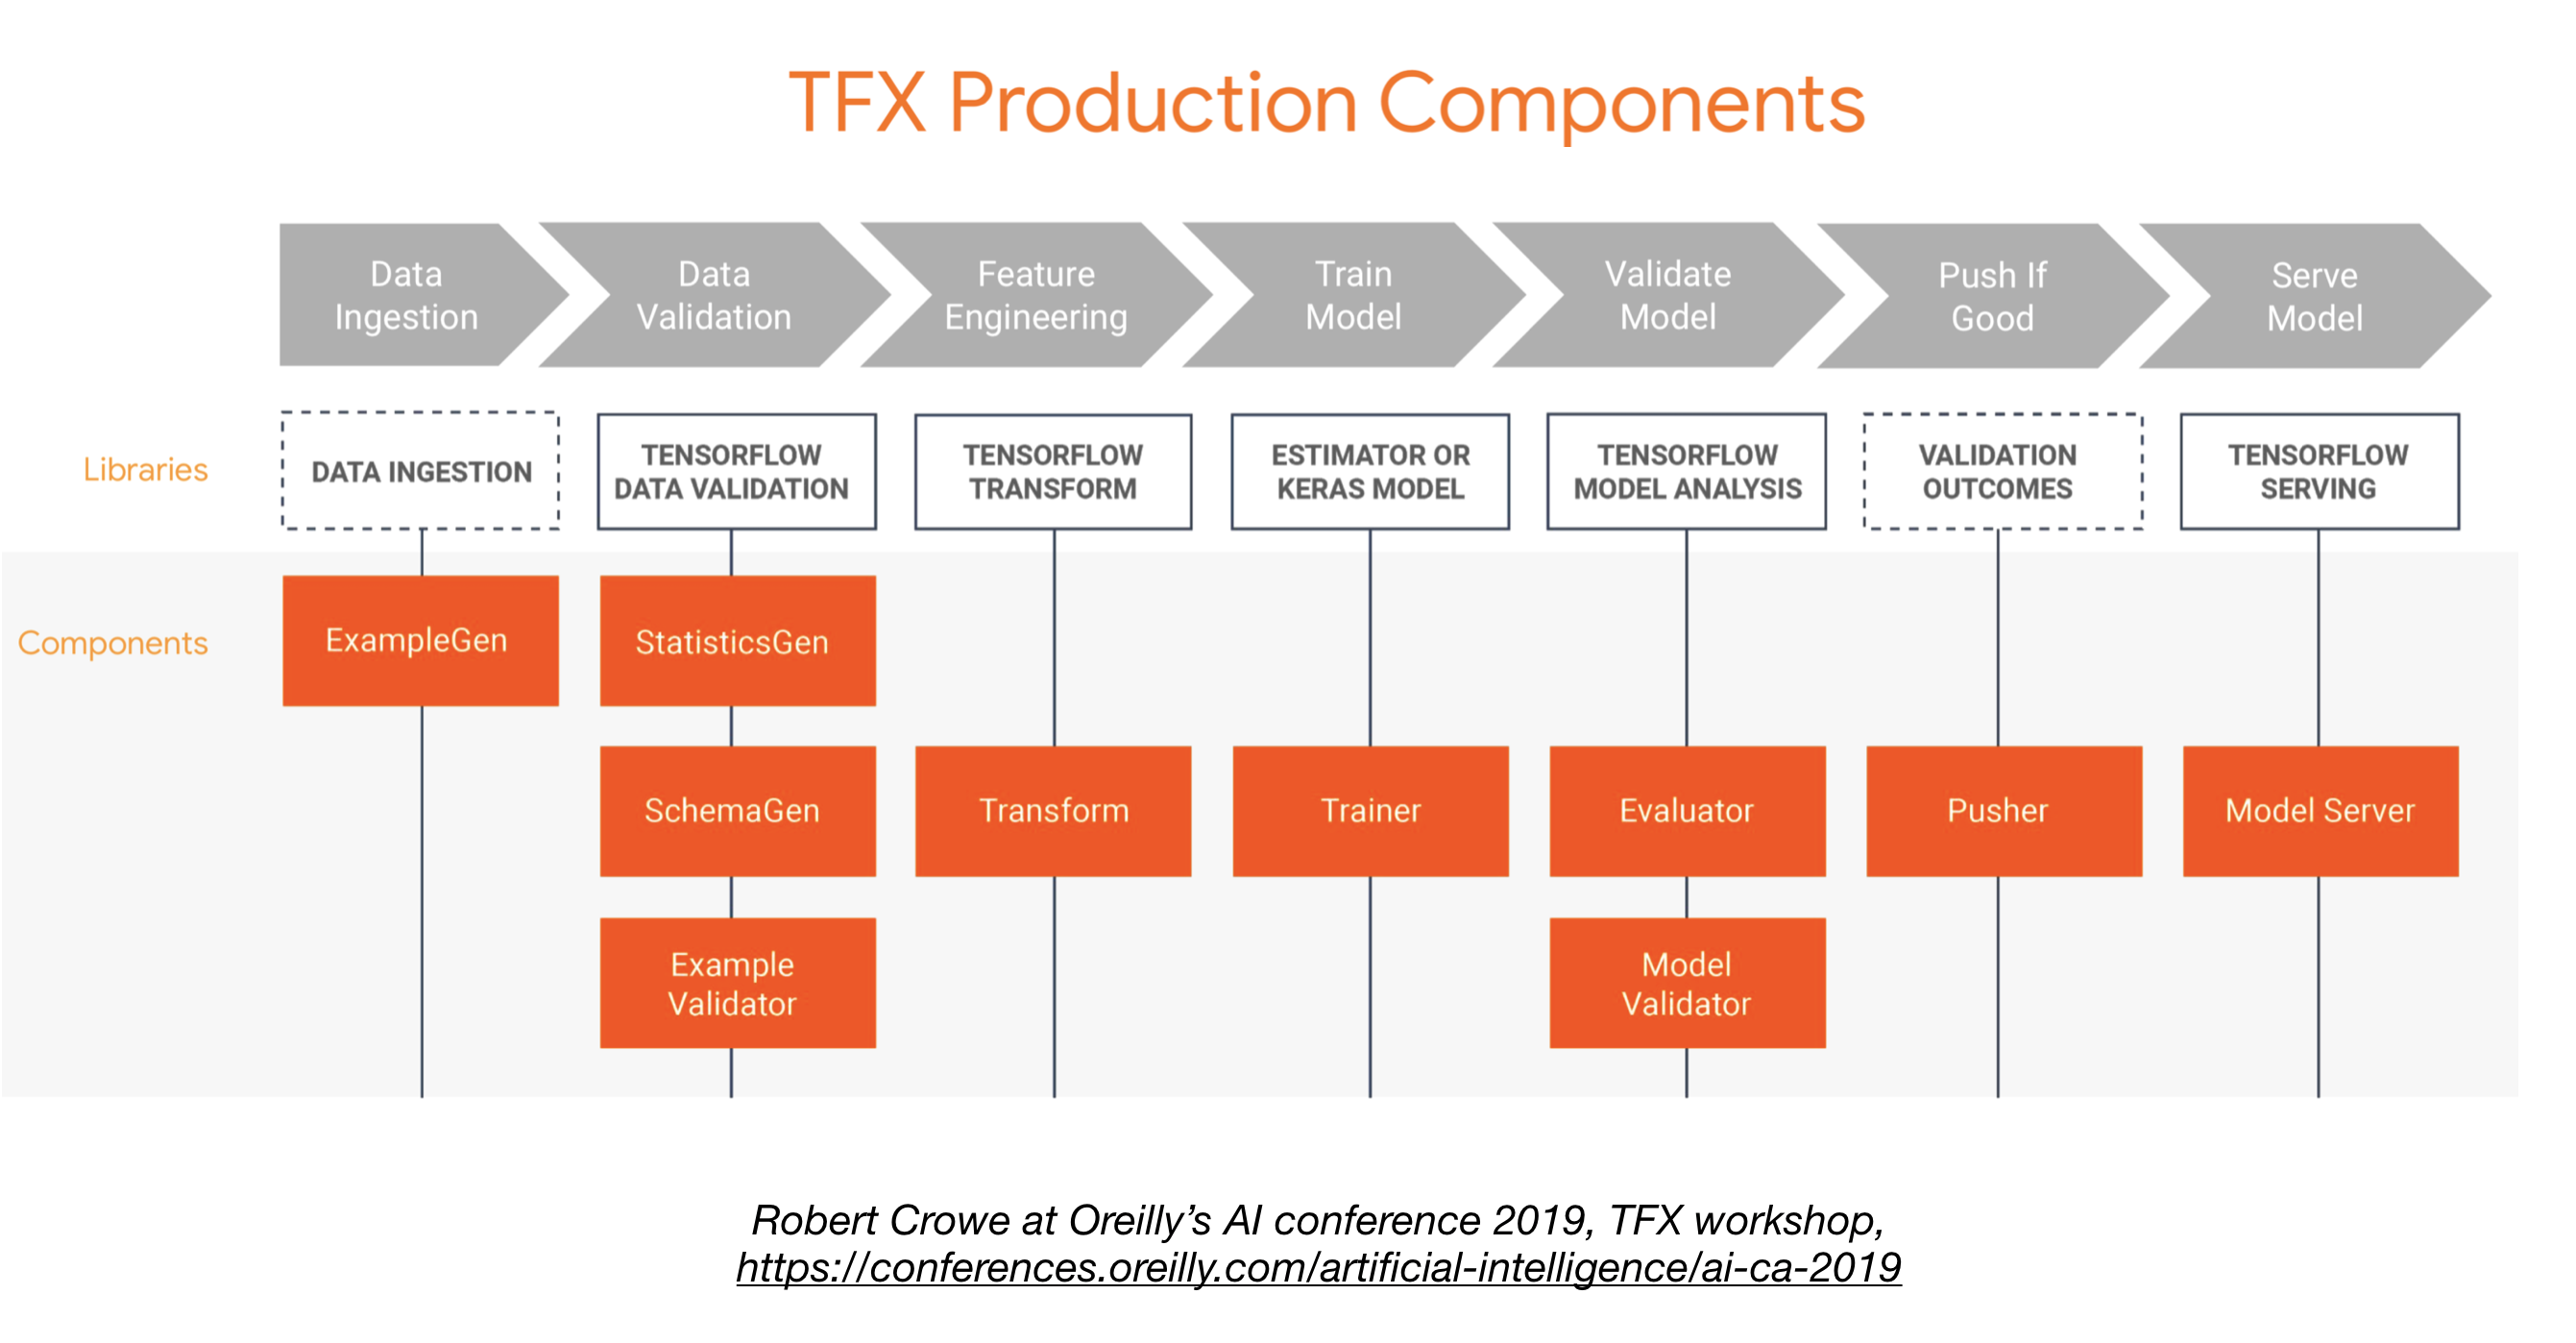 TFX Production Components
Data
Ingestion
Data
Validation
Feature
Engineering
Train
Model
Validate
Model
Push If
Good
Serve
Model
Libraries
DATA INGESTION
TENSORFLOW
DATA VALIDATION
TENSORFLOW
TRANSFORM
ESTIMATOR OR
KERAS MODEL
TENSORFLOW
MODEL ANALYSIS
VALIDATION
OUTCOMES
TENSORFLOW
SERVING
Components
ExampleGen
StatisticsGen
SchemaGen
Transform
Trainer
Evaluator
Pusher
Model Server
Example
Validator
Model
Validator
Robert Crowe at Oreilly’s AI conference 2019, TFX workshop,
https://conferences.oreilly.com/artificial-intelligence/ai-ca-2019